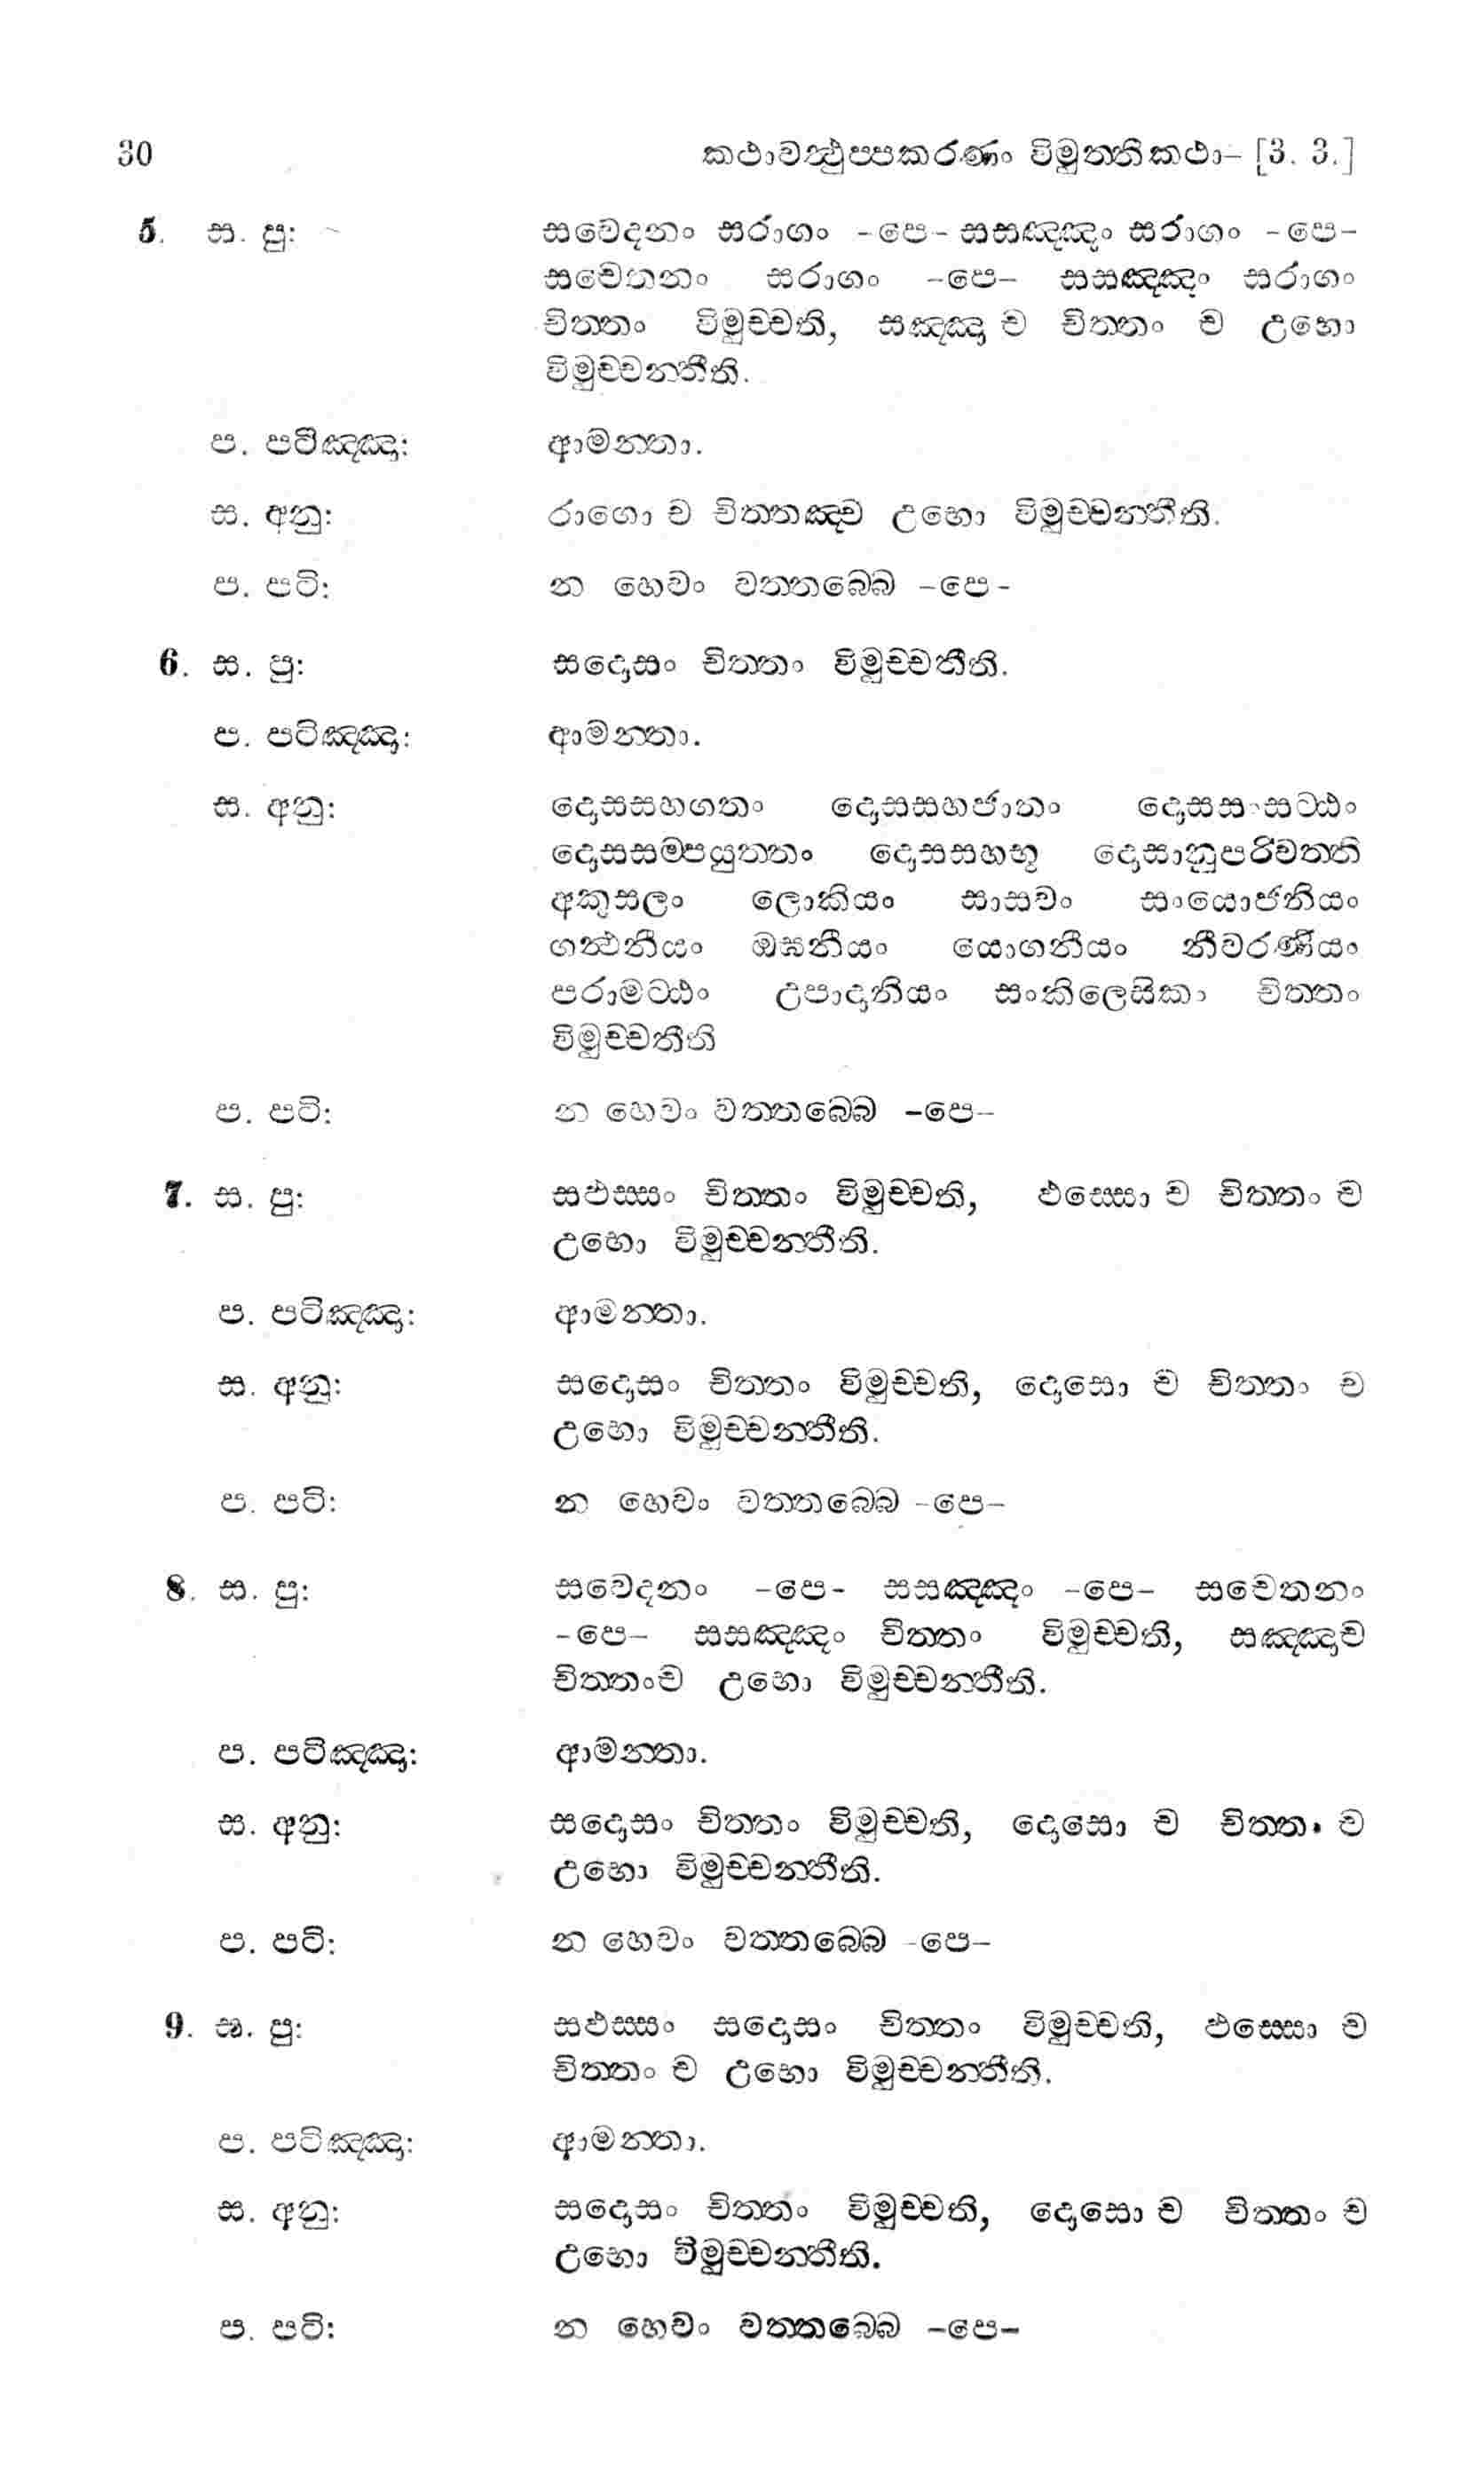 30 කථාවත්‍ථුප්පකරණං විමුත්තිකථා– [3. 3.]
5. ස. පු: සවෙදනං සරාගං -පෙ- සසඤ්ඤං සරාගං -පෙ-
සචෙතනං සරාගං -පෙ- සසඤ්ඤං සරාගං
චිත්තං විමුච්චති, සඤ්ඤා ච චිත්තං ච උභො
විමුච්චන්තීති.
ප. පටිඤ්ඤා: ආමන්තා.
ස. අනු: රාගො ච චිත්තඤ්ච උභො විමුච්චන්තීති.
ප. පටි: න හෙවං වත්තබ්බෙ -පෙ-
6. ස. පු: සදොසං චිත්තං විමුච්චතීති.
ප. පටිඤ්ඤා: ආමන්තා.
ස. අනු: දොසසහගතං දොසසහජාතං දොසසංසට්ඨං
දොසසම්පයුත්තං දොසසහභූ දොසානුපරිවත්ති
අකුසලං ලොකියං සාසවං සංයොජනියං
ගන්‍ථනීයං ඔඝනීයං යොගනීයං නීවරණියං
පරාමට්ඨං උපාදානියං සංකිලෙසිකා චිත්තං
විමුච්චතීති
ප. පටි: න හෙවං වත්තබ්බෙ -පෙ-
7. ස. පු: සඵස්සං චිත්තං විමුච්චති, ඵස්සො ච චිත්තං ච
උභො විමුච්චන්තීති.
ප. පටිඤ්ඤා: ආමන්තා.
ස. අනු: සදොසං චිත්තං විමුච්චති, දොසො ච චිත්තං ච
උභො විමුච්චන්තීති.
ප. පටි: න හෙවං වත්තබ්බෙ -පෙ-
8. ස. පු: සවෙදනං -පෙ- සසඤ්ඤං -පෙ- සචෙතනං
-පෙ- සසඤ්ඤං චිත්තං විමුච්චති, සඤ්ඤාච
චිත්තංච උභො විමුච්චන්තීති.
ප. පටිඤ්ඤා: ආමන්තා.
ස. අනු: සදොසං චිත්තං විමුච්චති, දොසො ච චිත්තං ච
උභො විමුච්චන්තීති.
ප. පටි: න හෙවං වත්තබ්බෙ -පෙ-
9. ස. පු: සඵස්සං සදොසං චිත්තං විමුච්චති, ඵස්සො ච
චිත්තං ච උභො විමුච්චන්තීති.
ප. පටිඤ්ඤා: ආමන්තා.
ස. අනු: සදොසං චිත්තං විමුච්චති, දොසො ච චිත්තං ච
උභො විමුච්චන්තීති.
ප. පටි: න හෙවං වත්තබ්බෙ -පෙ-